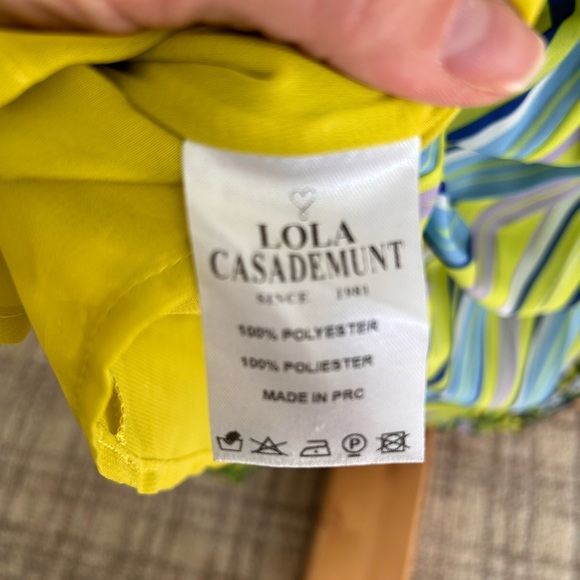 LOLA
CASADEMUNT
SINCE 1981
100% POLYESTER
100% POLIESTER
MADE IN PRC
P